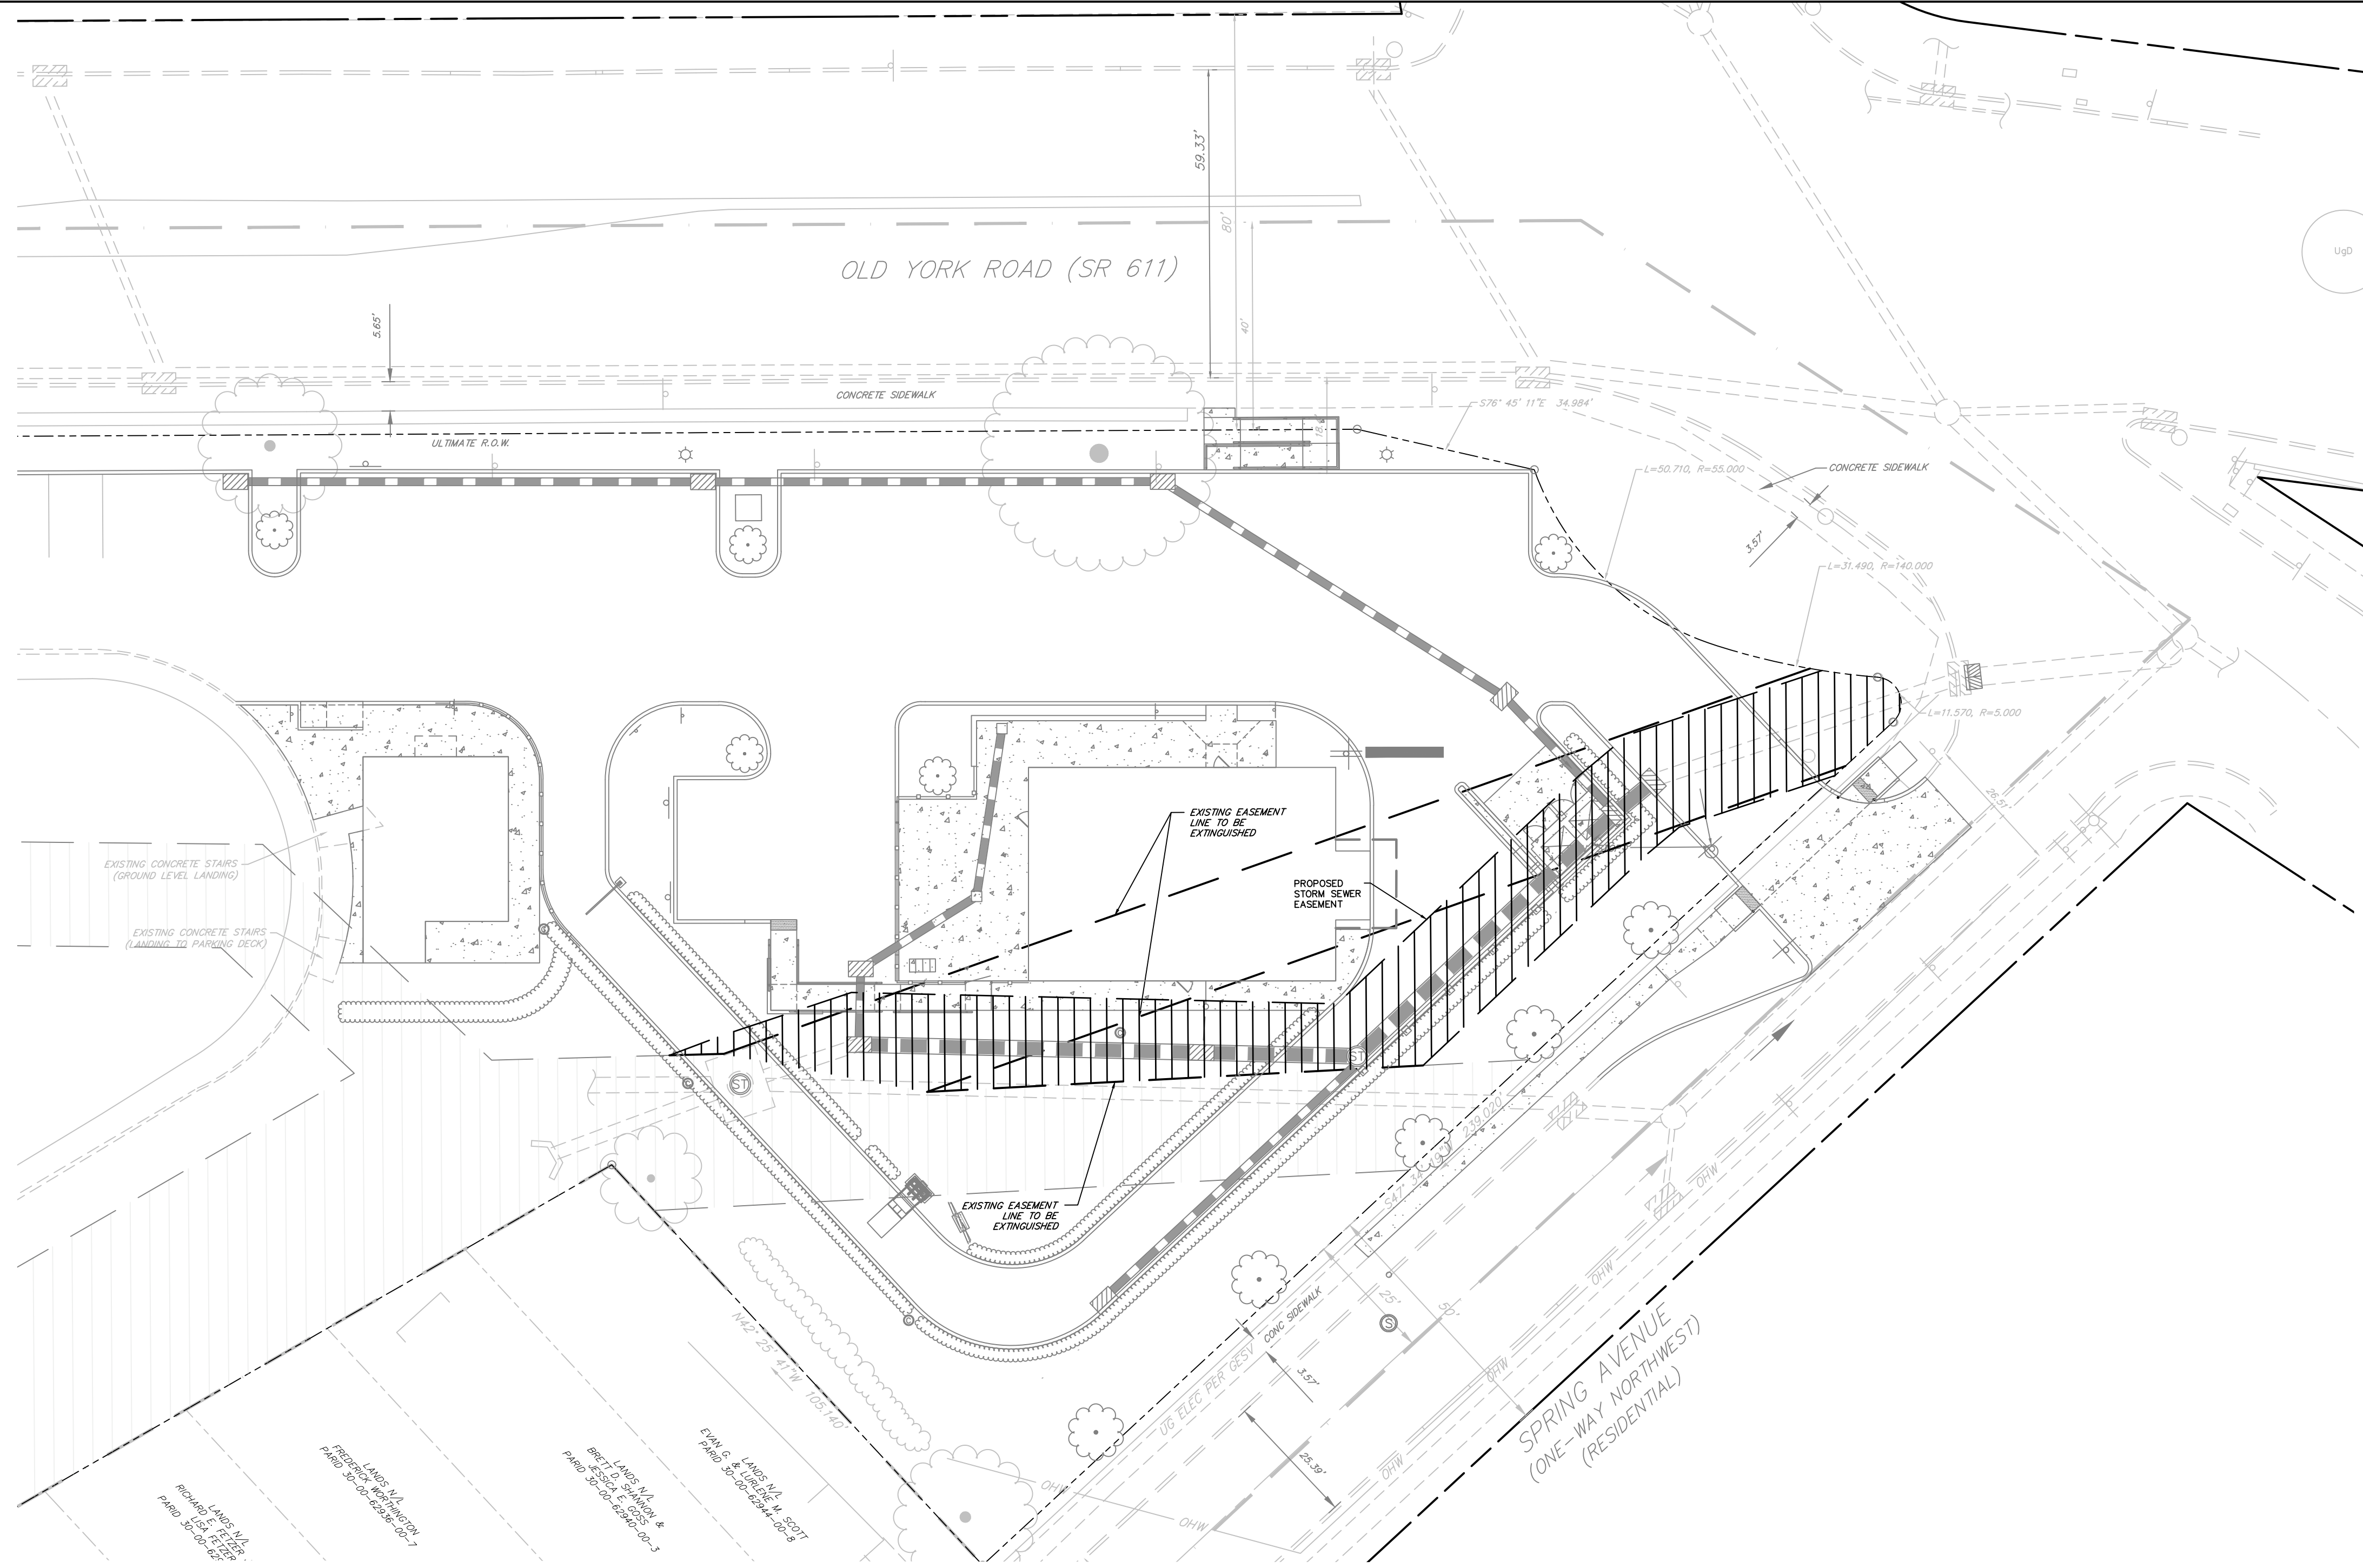 59.33'
80'
UgD
OLD YORK ROAD (SR 611)
5.65'
40'
CONCRETE SIDEWALK
S76° 45' 11"E 34.984'
ULTIMATE R.O.W.
L=50.710, R=55.000
CONCRETE SIDEWALK
3.57'
L=31.490, R=140.000
L=11.570, R=5.000
26.51'
EXISTING EASEMENT
LINE TO BE
EXTINGUISHED
EXISTING CONCRETE STAIRS
(GROUND LEVEL LANDING)
PROPOSED
STORM SEWER
EASEMENT
EXISTING CONCRETE STAIRS
(LANDING TO PARKING DECK)
ST
ST
239.020'
OHW
EXISTING EASEMENT
LINE TO BE
EXTINGUISHED
OHW
25'
50'
S
CONC SIDEWALK
UG ELEC PER GESV
3.57'
N42° 25' 41"W 105.140'
OHW
SPRING AVENUE
(ONE-WAY NORTHWEST)
(RESIDENTIAL)
25.39'
OHW
OHW
OHW
LANDS N/L
EVAN G. & LURLENE M. SCOTT
PARID 30-00-62944-00-8
LANDS N/L
BRETT D. SHANNON &
JESSICA E. GOSS
PARID 30-00-62940-00-3
LANDS N/L
FREDERICK WORTHINGTON
PARID 30-00-62936-00-7
LANDS N/L
RICHARD E. FETZER
LISA FETZER
PARID 30-00-62